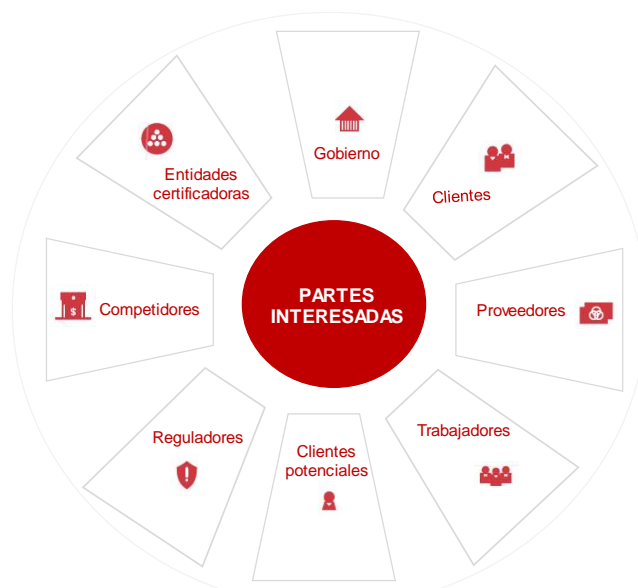 Gobierno
Clientes
Proveedores
Trabajadores
Clientes
potenciales
Reguladores
Competidores
Entidades
certificadoras
PARTES
INTERESADAS
$